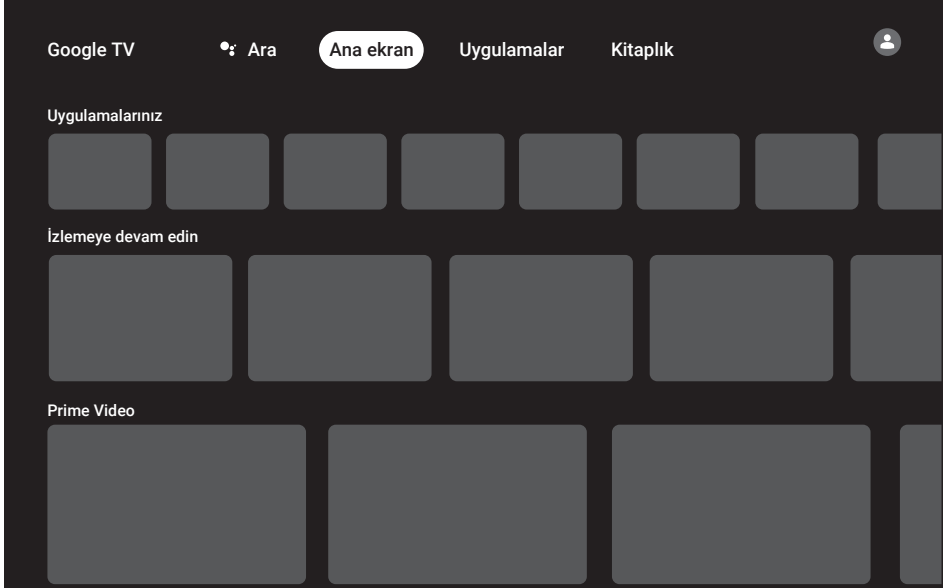 Google TV Ara Ana ekran Uygulamalar Kitaplık
Uygulamalarınız
İzlemeye devam edin
Prime Video